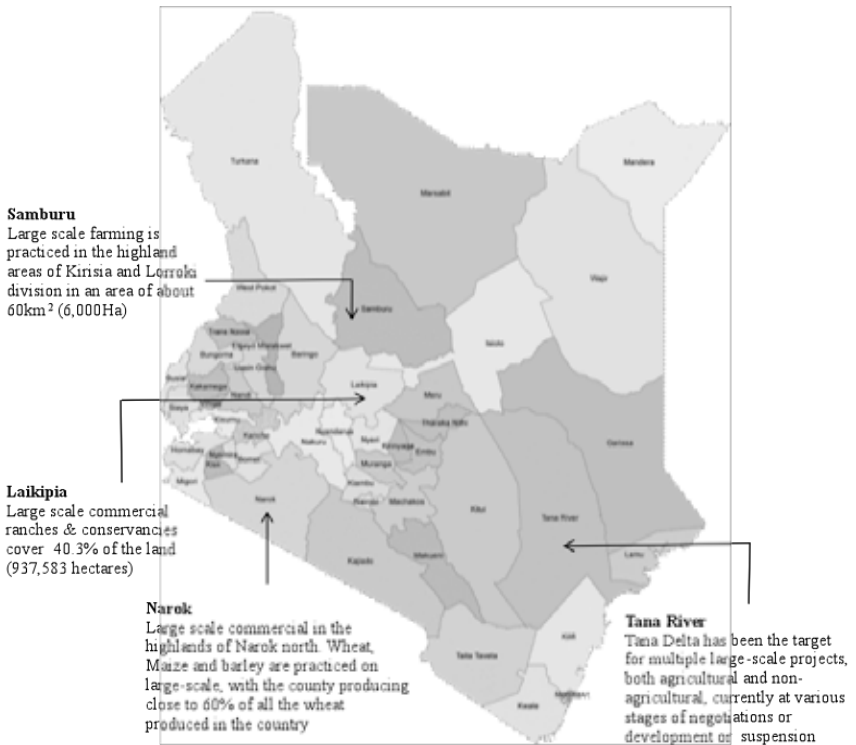 Turkana
Marsabit
Mandera
Wajir
Samburu
Large scale farming is
practiced in the highland
areas of Kirisia and Lorroki
division in an area of about
60km² (6,000Ha)
West Pokot
Samburu
Isiolo
Trans Nzoia
Elgeyo Marakwet
Bungoma
Baringo
Uasin Gishu
Busia
Kakamega
Laikipia
Meru
Nandi
Siaya
Kisumu
Tharaka Nithi
Nyandarua
Kericho
Nakuru
Nyeri
Kirinyaga
Embu
Garissa
Homabay
Nyamira
Kisii
Bomet
Muranga
Migori
Kiambu
Narok
Nairobi
Machakos
Kitui
Tana River
Laikipia
Large scale commercial
ranches & conservancies
cover 40.3% of the land
(937,583 hectares)
Kajiado
Makueni
Lamu
Narok
Large scale commercial in the
highlands of Narok north. Wheat,
Maize and barley are practiced on
large-scale, with the county producing
close to 60% of all the wheat
produced in the country
Taita Taveta
Kilifi
Kwale
Tana River
Tana Delta has been the target
for multiple large-scale projects,
both agricultural and non-
agricultural, currently at various
stages of negotiations or
development or suspension